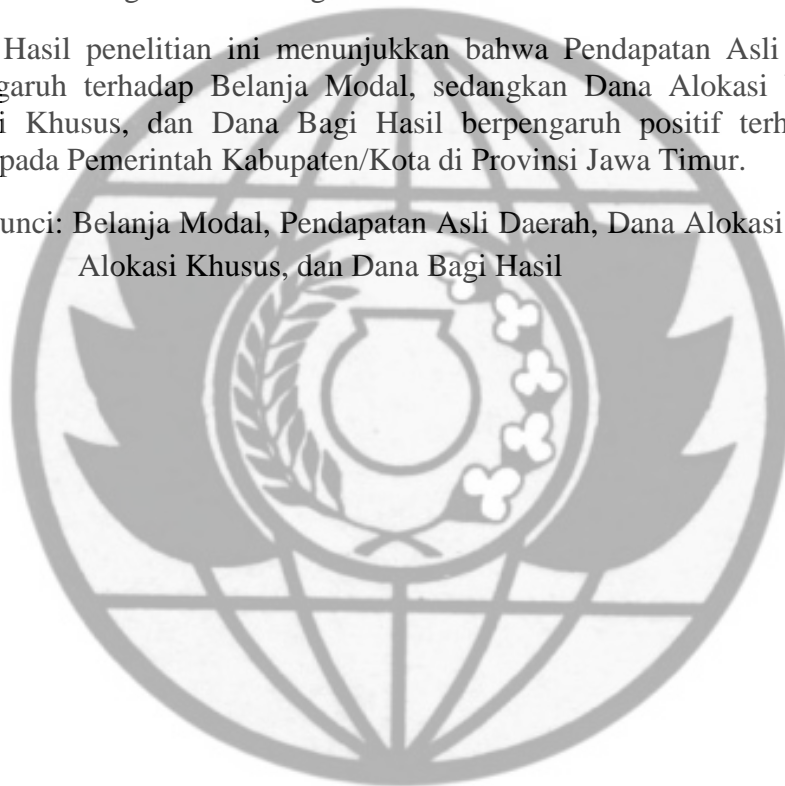 Hasil penelitian ini menunjukkan bahwa Pendapatan Asli
garuh terhadap Belanja Modal, sedangkan Dana Alokasi
i Khusus, dan Dana Bagi Hasil berpengaruh positif terh
pada Pemerintah Kabupaten/Kota di Provinsi Jawa Timur.
unci: Belanja Modal, Pendapatan Asli Daerah, Dana Alokasi
Alokasi Khusus, dan Dana Bagi Hasil